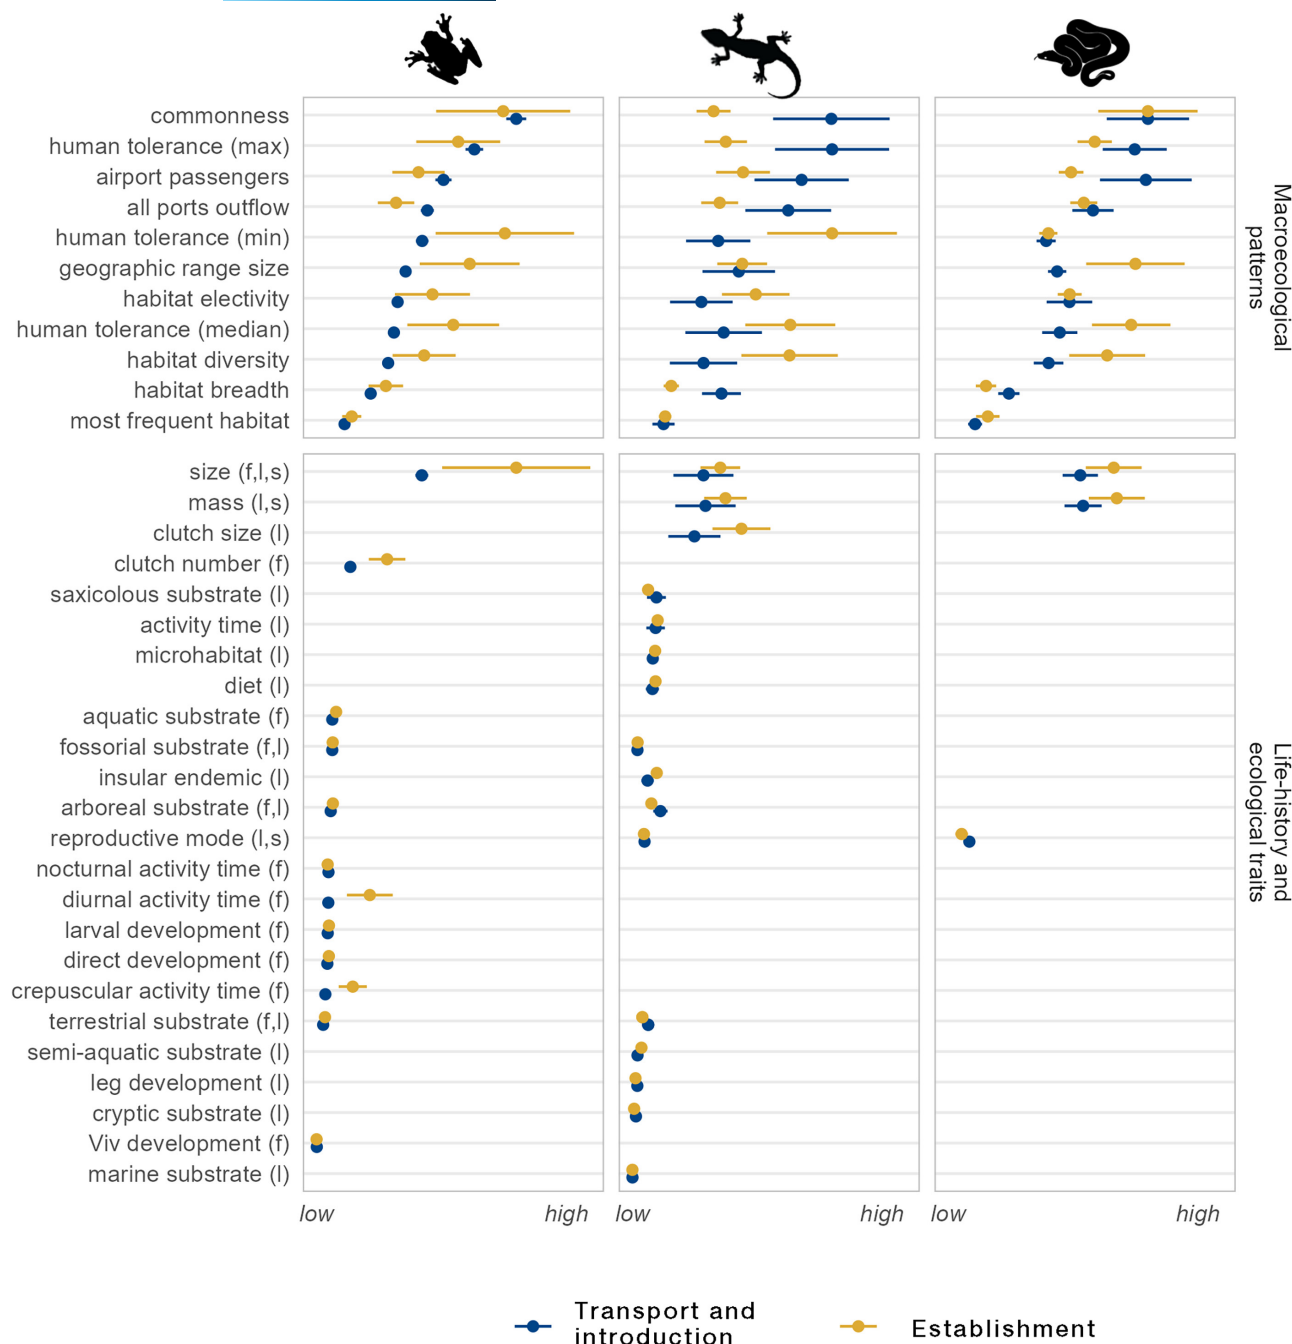 commonness
human tolerance (max)
airport passengers
all ports outflow
human tolerance (min)
geographic range size
habitat electivity
human tolerance (median)
habitat diversity
habitat breadth
most frequent habitat
Macroecological
patterns
size (f,l,s)
mass (l,s)
clutch size (l)
clutch number (f)
saxicolous substrate (l)
activity time (l)
microhabitat (l)
diet (l)
aquatic substrate (f)
fossorial substrate (f,l)
insular endemic (l)
arboreal substrate (f,l)
reproductive mode (l,s)
nocturnal activity time (f)
diurnal activity time (f)
larval development (f)
direct development (f)
crepuscular activity time (f)
terrestrial substrate (f,l)
semi-aquatic substrate (l)
leg development (l)
cryptic substrate (l)
Viv development (f)
marine substrate (l)
Life-history and
ecological traits
low high low high low high
Transport and
introduction
Establishment